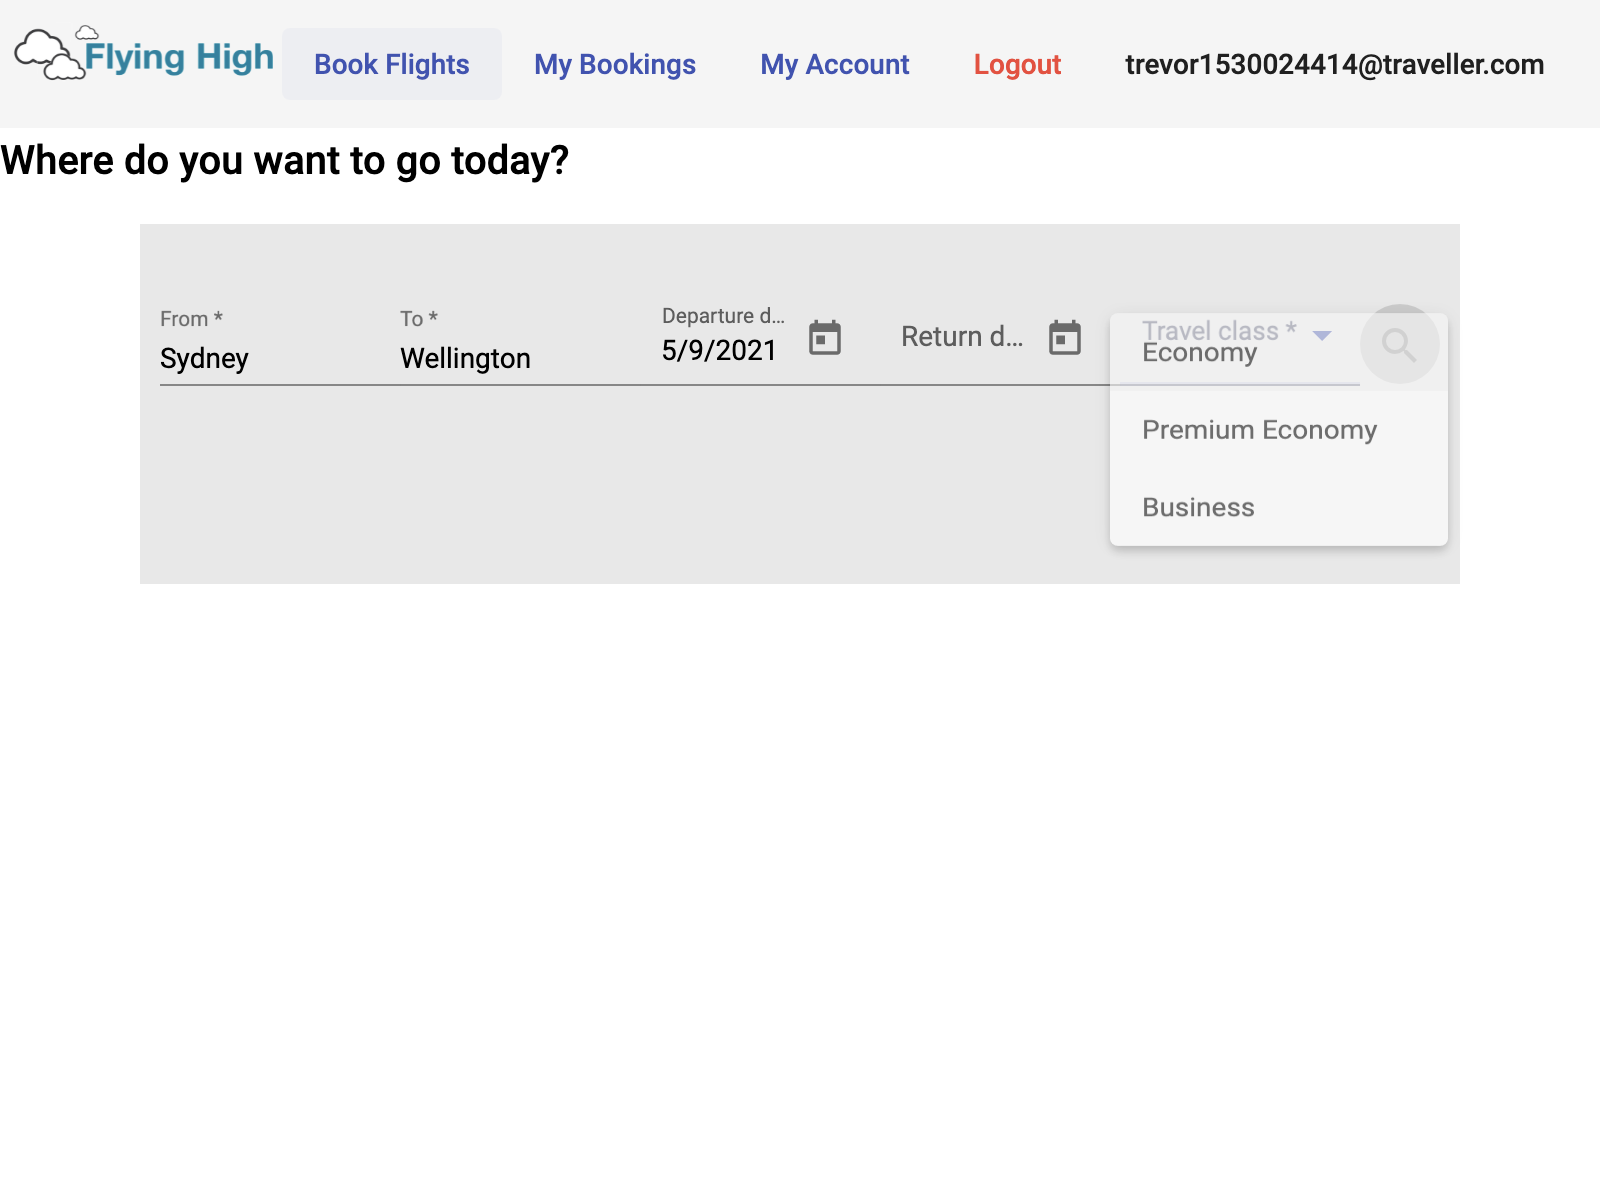 Flying High
Book Flights
My Bookings
My Account
Logout
trevor1530024414@traveller.com
Where do you want to go today?
From *
Sydney
To *
Wellington
Departure d...
5/9/2021
Return d...
Travel class *
Economy
Premium Economy
Business